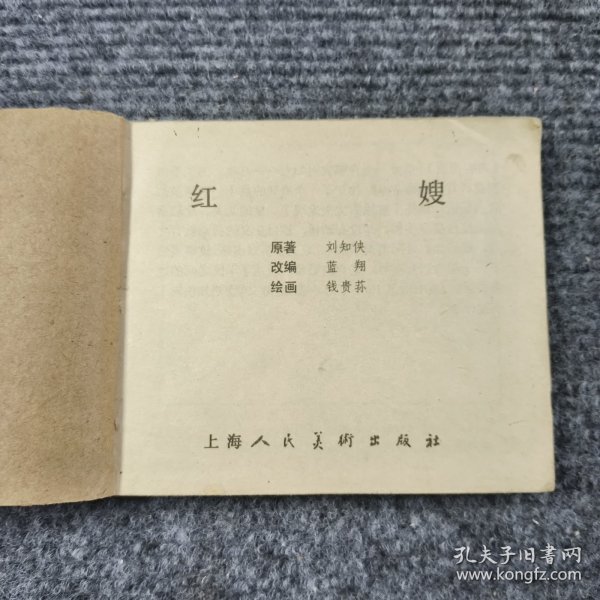 红 嫂
原著 刘知侠
改编 蓝翔
绘画 钱贵荪
上海人民美術出版社
孔夫子旧书网
www.kongfz.com